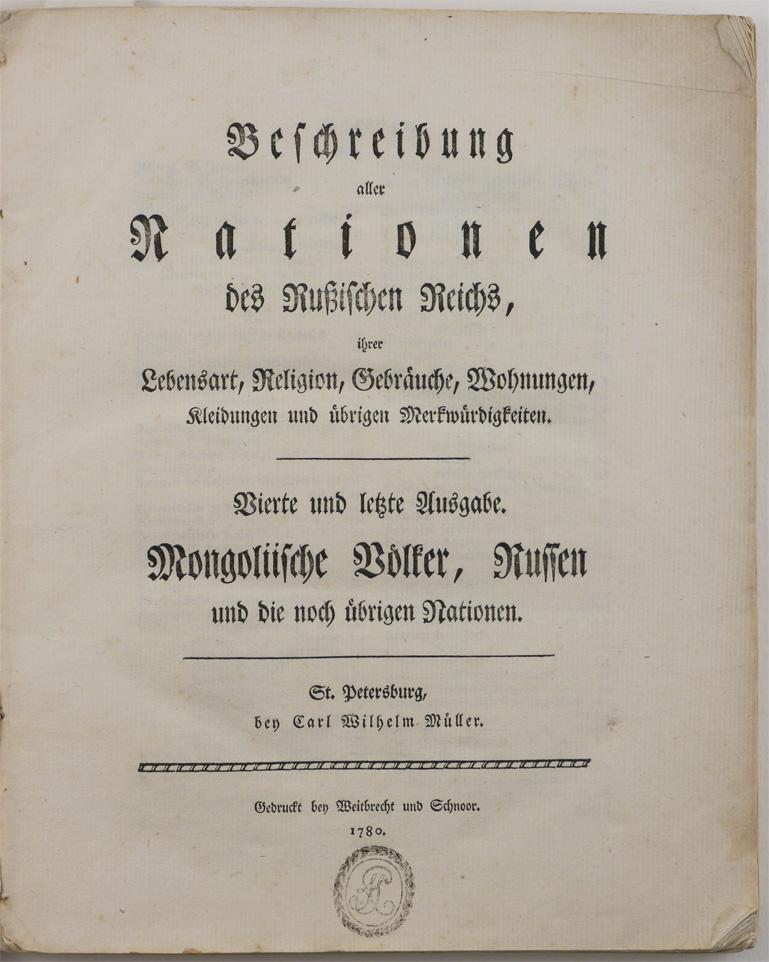 Beſchreibung
aller
Nationen
des Rußiſchen Reichs,
ihrer
Lebensart, Religion, Gebräuche, Wohnungen,
Kleidungen und übrigen Merkwürdigkeiten.
Vierte und letzte Ausgabe.
Mongoliiſche Völker, Ruſſen
und die noch übrigen Nationen.
St. Petersburg,
bey Carl Wilhelm Müller.
Gedruckt bey Weitbrecht und Schnoor.
1780.